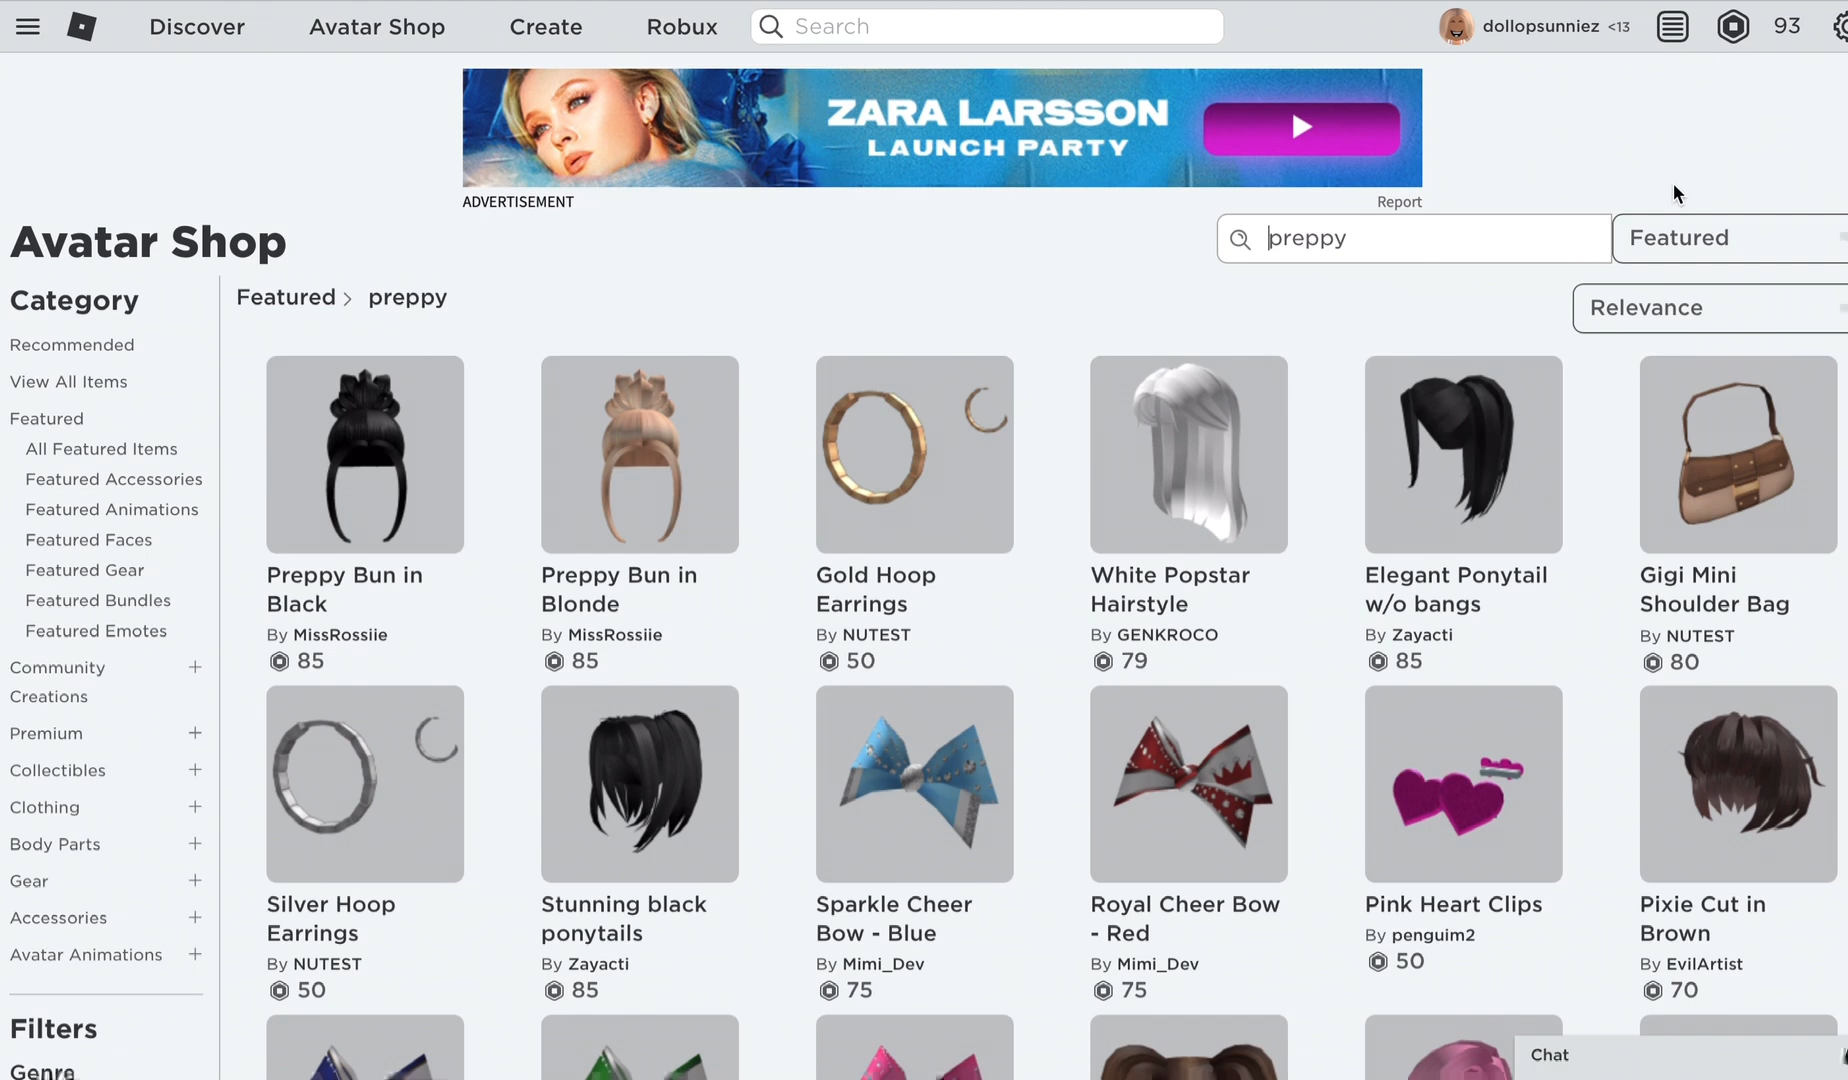 Discover
Avatar Shop
Create
Robux
Search
dollopsunniez <13
93
ZARA LARSSON
LAUNCH PARTY
ADVERTISEMENT
Report
Avatar Shop
preppy
Featured
Category
Featured > preppy
Relevance
Recommended
View All Items
Featured
All Featured Items
Featured Accessories
Featured Animations
Featured Faces
Featured Gear
Featured Bundles
Featured Emotes
Community +
Creations
Premium +
Collectibles +
Clothing +
Body Parts +
Gear +
Accessories +
Avatar Animations +
Filters
Genre
Preppy Bun in
Black
By MissRossiie
85
Preppy Bun in
Blonde
By MissRossiie
85
Gold Hoop
Earrings
By NUTEST
50
White Popstar
Hairstyle
By GENKROCO
79
Elegant Ponytail
w/o bangs
By Zayacti
85
Gigi Mini
Shoulder Bag
By NUTEST
80
Silver Hoop
Earrings
By NUTEST
50
Stunning black
ponytails
By Zayacti
85
Sparkle Cheer
Bow - Blue
By Mimi_Dev
75
Royal Cheer Bow
- Red
By Mimi_Dev
75
Pink Heart Clips
By penguim2
50
Pixie Cut in
Brown
By EvilArtist
70
Chat